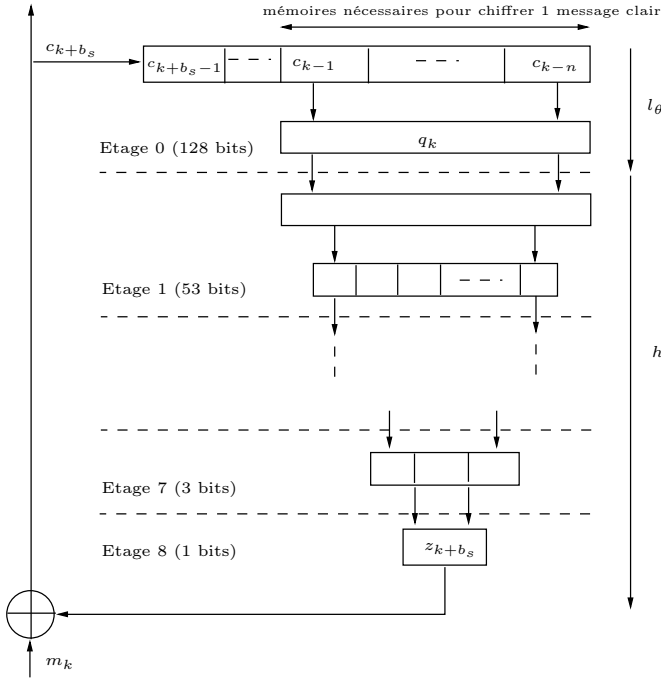 mémoires nécessaires pour chiffrer 1 message clair
c_{k+b_s}
c_{k+b_s-1} c_{k-1} c_{k-n}
l_θ
Etage 0 (128 bits)
q_k
Etage 1 (53 bits)
h
Etage 7 (3 bits)
Etage 8 (1 bits)
z_{k+b_s}
m_k